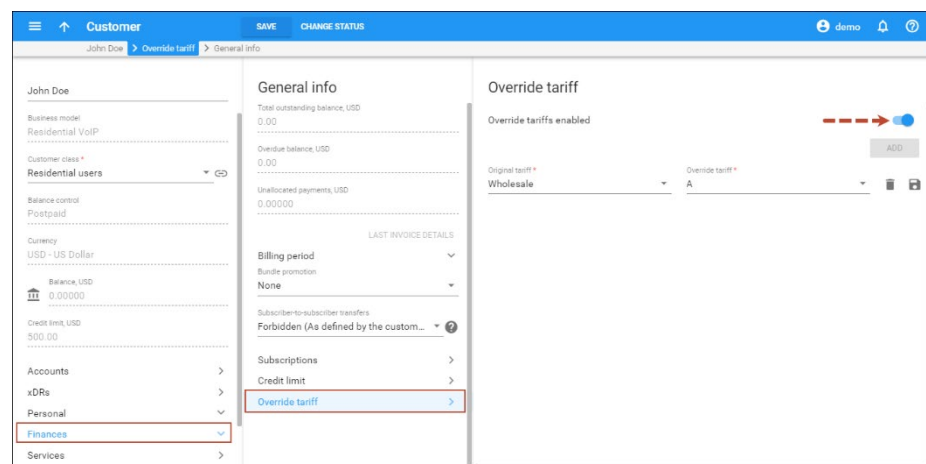 Customer
SAVE CHANGE STATUS
demo
John Doe > Override tariff > General info
John Doe
Business model
Residential VoIP
Customer class *
Residential users
Balance control
Postpaid
Currency
USD - US Dollar
Balance, USD
0.00000
Credit limit, USD
500.00
Accounts
xDRs
Personal
Finances
Services
General info
Total outstanding balance, USD
0.00
Overdue balance, USD
0.00
Unallocated payments, USD
0.00000
LAST INVOICE DETAILS
Billing period
Bundle promotion
None
Subscriber-to-subscriber transfers
Forbidden (As defined by the custom...
Subscriptions
Credit limit
Override tariff
Override tariff
Override tariffs enabled
ADD
Original tariff *
Wholesale
Override tariff *
A